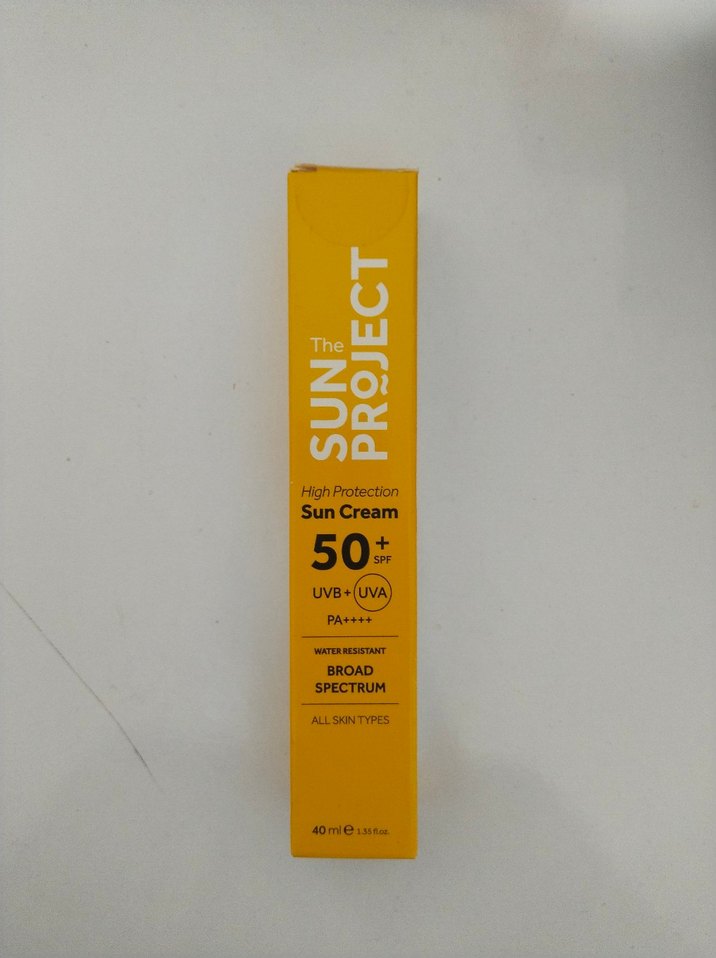 The
SUN
PROJECT
High Protection
Sun Cream
50+
SPF
UVB + UVA
PA++++
WATER RESISTANT
BROAD
SPECTRUM
ALL SKIN TYPES
40 ml ℮ 1.35 fl.oz.